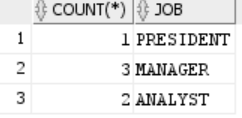 COUNT(*) JOB
1 1 PRESIDENT
2 3 MANAGER
3 2 ANALYST